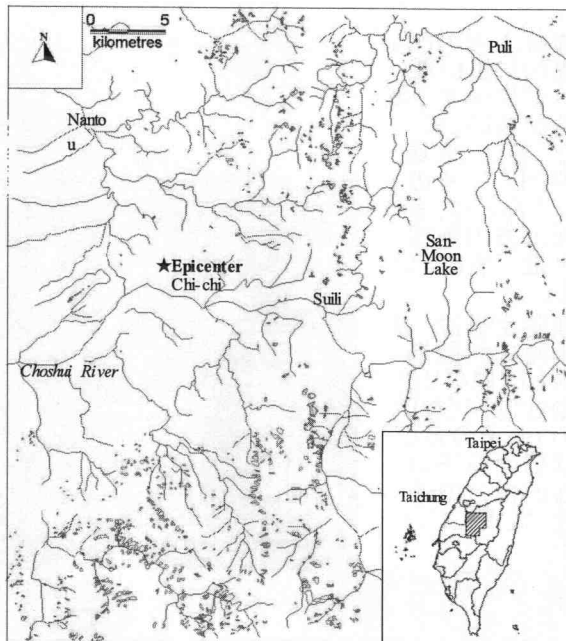 0 5
kilometres
N
Puli
Nanto
u
San-
Moon
Lake
★Epicenter
Chi-chi
Suili
Choshui River
Taipei
Taichung